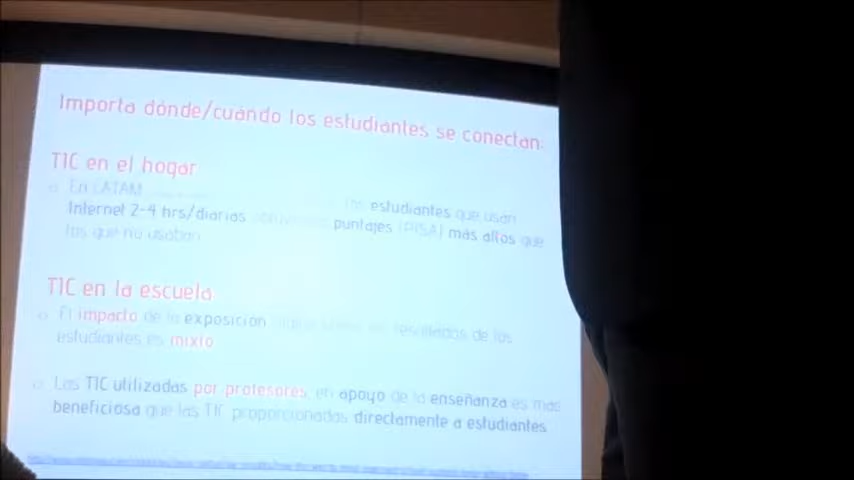 Importa dónde/cuándo los estudiantes se conectan:
TIC en el hogar
En LATAM los estudiantes que usan
Internet 2-4 hrs/diarias puntajes (PISA) más altos que
los que no usaban
TIC en la escuela
El impacto de la exposición resultados de los
estudiantes es mixto
Las TIC utilizadas por profesores en apoyo de la enseñanza es más
beneficiosa que las TIC proporcionadas directamente a estudiantes